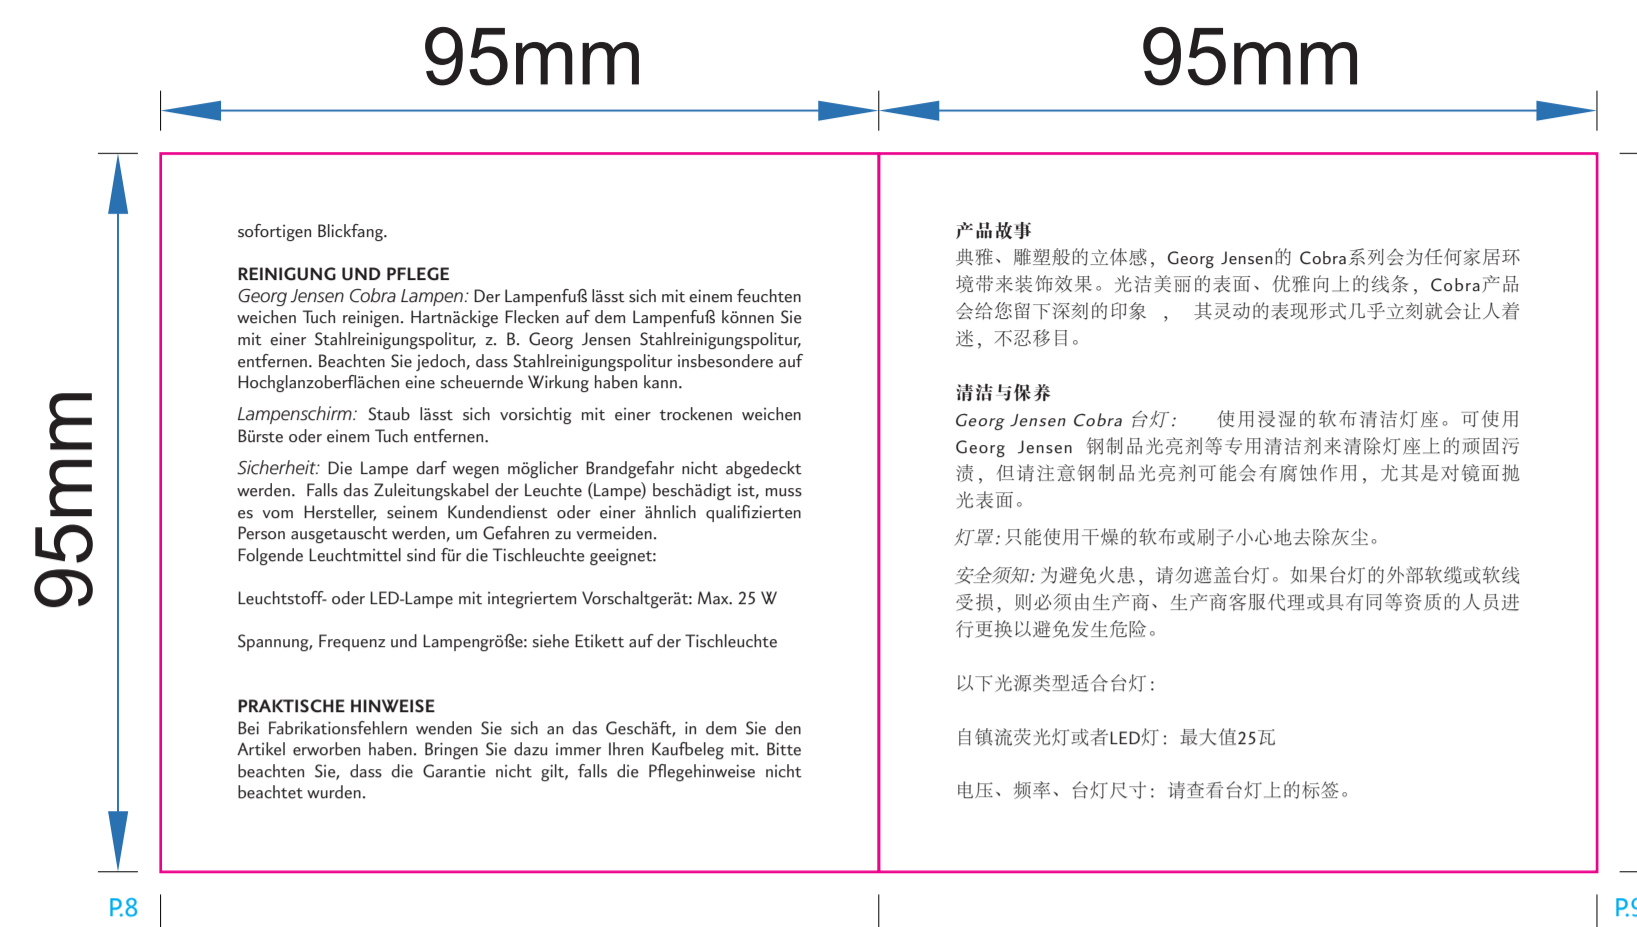 95mm
95mm
95mm
sofortigen Blickfang.
REINIGUNG UND PFLEGE
Georg Jensen Cobra Lampen: Der Lampenfuß lässt sich mit einem feuchten
weichen Tuch reinigen. Hartnäckige Flecken auf dem Lampenfuß können Sie
mit einer Stahlreinigungspolitur, z. B. Georg Jensen Stahlreinigungspolitur,
entfernen. Beachten Sie jedoch, dass Stahlreinigungspolitur insbesondere auf
Hochglanzoberflächen eine scheuernde Wirkung haben kann.
Lampenschirm: Staub lässt sich vorsichtig mit einer trockenen weichen
Bürste oder einem Tuch entfernen.
Sicherheit: Die Lampe darf wegen möglicher Brandgefahr nicht abgedeckt
werden. Falls das Zuleitungskabel der Leuchte (Lampe) beschädigt ist, muss
es vom Hersteller, seinem Kundendienst oder einer ähnlich qualifizierten
Person ausgetauscht werden, um Gefahren zu vermeiden.
Folgende Leuchtmittel sind für die Tischleuchte geeignet:
Leuchtstoff- oder LED-Lampe mit integriertem Vorschaltgerät: Max. 25 W
Spannung, Frequenz und Lampengröße: siehe Etikett auf der Tischleuchte
PRAKTISCHE HINWEISE
Bei Fabrikationsfehlern wenden Sie sich an das Geschäft, in dem Sie den
Artikel erworben haben. Bringen Sie dazu immer Ihren Kaufbeleg mit. Bitte
beachten Sie, dass die Garantie nicht gilt, falls die Pflegehinweise nicht
beachtet wurden.
P.8
产品故事
典雅、雕塑般的立体感，Georg Jensen的 Cobra系列会为任何家居环
境带来装饰效果。光洁美丽的表面、优雅向上的线条，Cobra产品
会给您留下深刻的印象 ， 其灵动的表现形式几乎立刻就会让人着
迷，不忍移目。
清洁与保养
Georg Jensen Cobra 台灯： 使用浸湿的软布清洁灯座。可使用
Georg Jensen 钢制品光亮剂等专用清洁剂来清除灯座上的顽固污
渍，但请注意钢制品光亮剂可能会有腐蚀作用，尤其是对镜面抛
光表面。
灯罩：只能使用干燥的软布或刷子小心地去除灰尘。
安全须知：为避免火患，请勿遮盖台灯。如果台灯的外部软缆或软线
受损，则必须由生产商、生产商客服代理或具有同等资质的人员进
行更换以避免发生危险。
以下光源类型适合台灯：
自镇流荧光灯或者LED灯：最大值25瓦
电压、频率、台灯尺寸：请查看台灯上的标签。